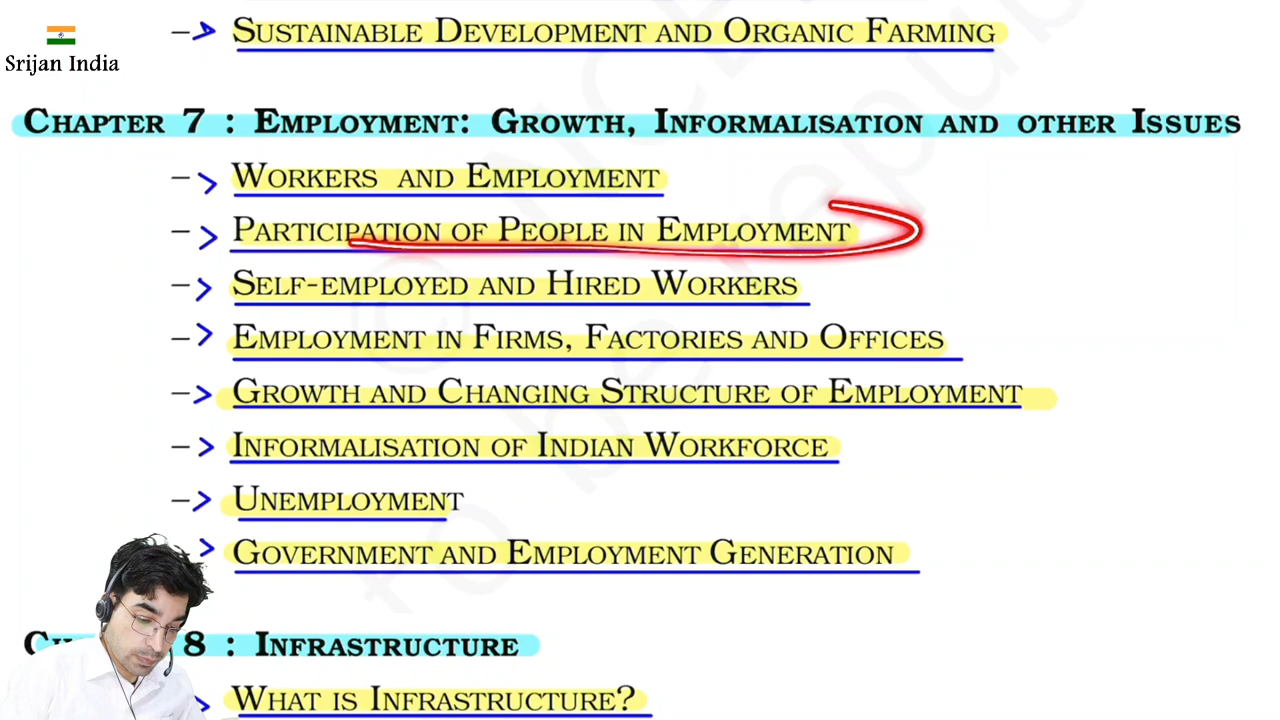 – SUSTAINABLE DEVELOPMENT AND ORGANIC FARMING
Srijan India
CHAPTER 7 : EMPLOYMENT: GROWTH, INFORMALISATION AND OTHER ISSUES
– WORKERS AND EMPLOYMENT
– PARTICIPATION OF PEOPLE IN EMPLOYMENT
– SELF-EMPLOYED AND HIRED WORKERS
– EMPLOYMENT IN FIRMS, FACTORIES AND OFFICES
– GROWTH AND CHANGING STRUCTURE OF EMPLOYMENT
– INFORMALISATION OF INDIAN WORKFORCE
– UNEMPLOYMENT
GOVERNMENT AND EMPLOYMENT GENERATION
8 : INFRASTRUCTURE
WHAT IS INFRASTRUCTURE?